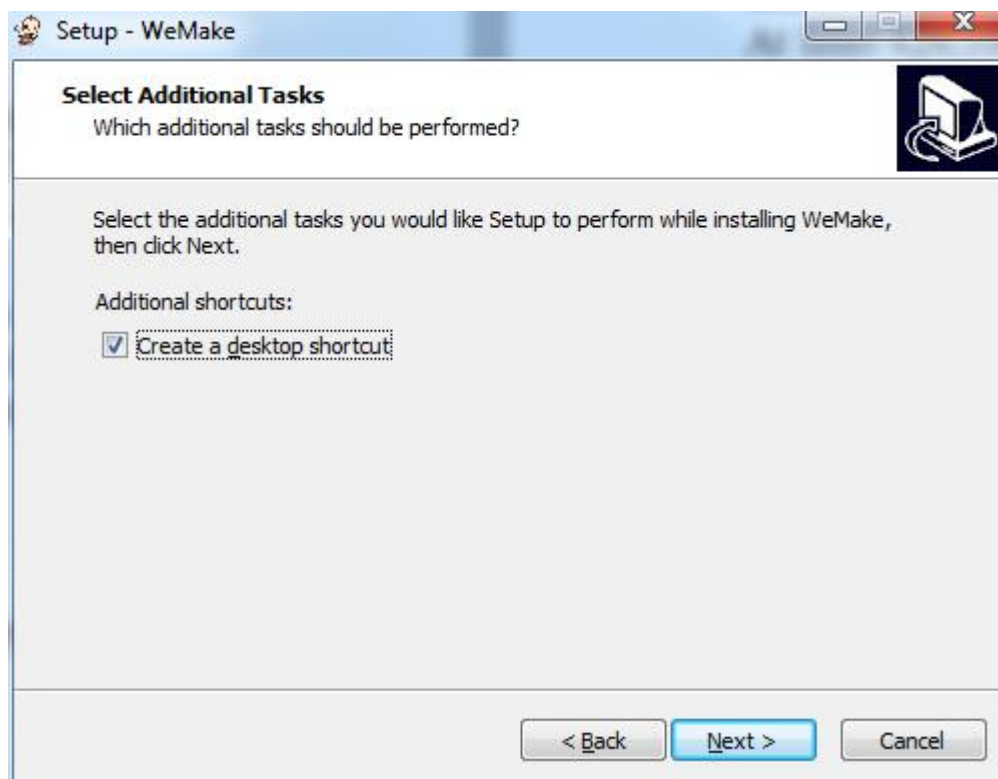 Setup - WeMake
Select Additional Tasks
Which additional tasks should be performed?
Select the additional tasks you would like Setup to perform while installing WeMake,
then click Next.
Additional shortcuts:
Create a desktop shortcut
< Back
Next >
Cancel